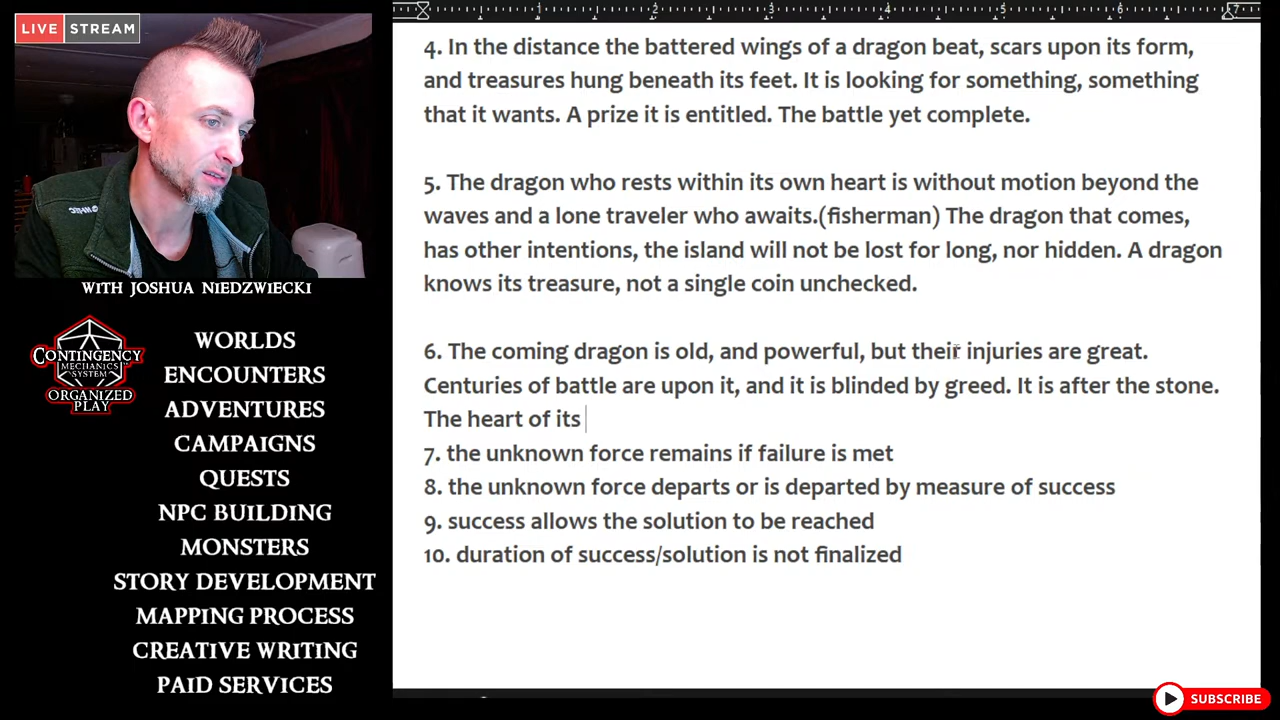 LIVE STREAM
WITH JOSHUA NIEDZWIECKI
CONTINGENCY
MECHANICS
SYSTEM
ORGANIZED
PLAY
WORLDS
ENCOUNTERS
ADVENTURES
CAMPAIGNS
QUESTS
NPC BUILDING
MONSTERS
STORY DEVELOPMENT
MAPPING PROCESS
CREATIVE WRITING
PAID SERVICES
1 2 3 4 5 6 7
4. In the distance the battered wings of a dragon beat, scars upon its form,
and treasures hung beneath its feet. It is looking for something, something
that it wants. A prize it is entitled. The battle yet complete.
5. The dragon who rests within its own heart is without motion beyond the
waves and a lone traveler who awaits.(fisherman) The dragon that comes,
has other intentions, the island will not be lost for long, nor hidden. A dragon
knows its treasure, not a single coin unchecked.
6. The coming dragon is old, and powerful, but their injuries are great.
Centuries of battle are upon it, and it is blinded by greed. It is after the stone.
The heart of its
7. the unknown force remains if failure is met
8. the unknown force departs or is departed by measure of success
9. success allows the solution to be reached
10. duration of success/solution is not finalized
SUBSCRIBE